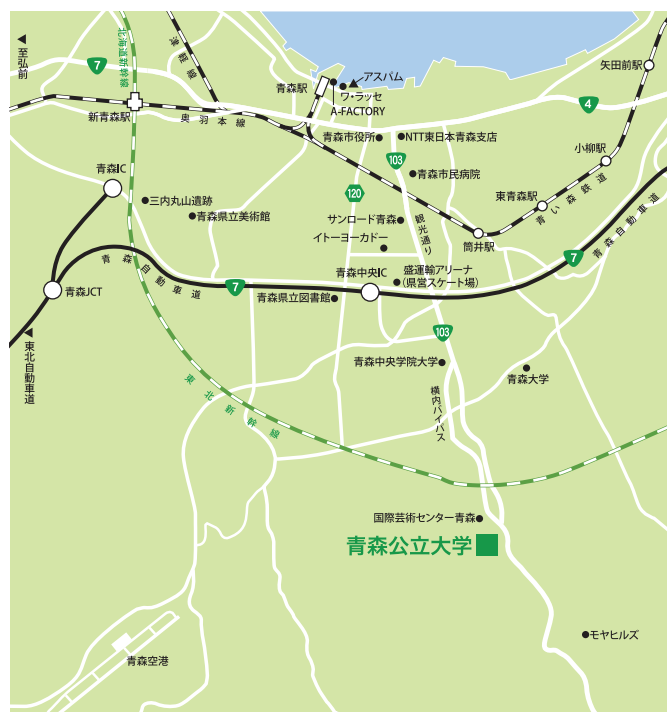 ▲至弘前
7
北海道新幹線
津軽線
青森駅
アスパム
ワ・ラッセ
A-FACTORY
矢田前駅
4
新青森駅
奥羽本線
青森市役所
NTT東日本青森支店
103
小柳駅
青森IC
青森市民病院
三内丸山遺跡
120
東青森駅
青い森鉄道
青森県立美術館
サンロード青森
観光通り
イトーヨーカドー
筒井駅
7
青森自動車道
青森自動車道
青森中央IC
盛運輸アリーナ
(県営スケート場)
青森JCT
7
青森県立図書館
▲東北自動車道
103
青森中央学院大学
青森大学
東北新幹線
横内バイパス
国際芸術センター青森
青森公立大学
モヤヒルズ
青森空港